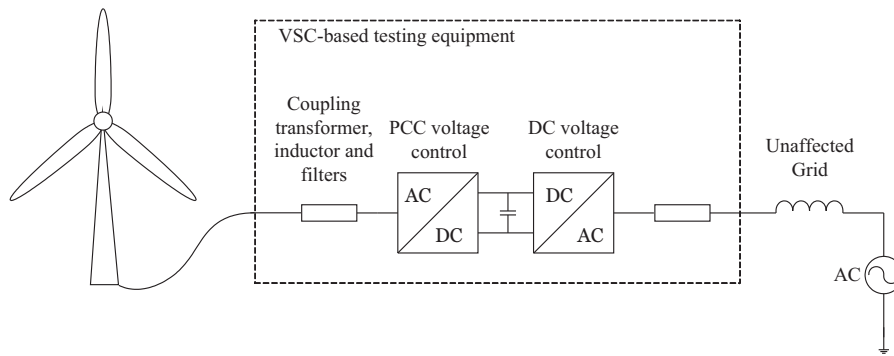 VSC-based testing equipment
Coupling
transformer,
inductor and
filters
PCC voltage
control
DC voltage
control
Unaffected
Grid
AC
DC
DC
AC
AC